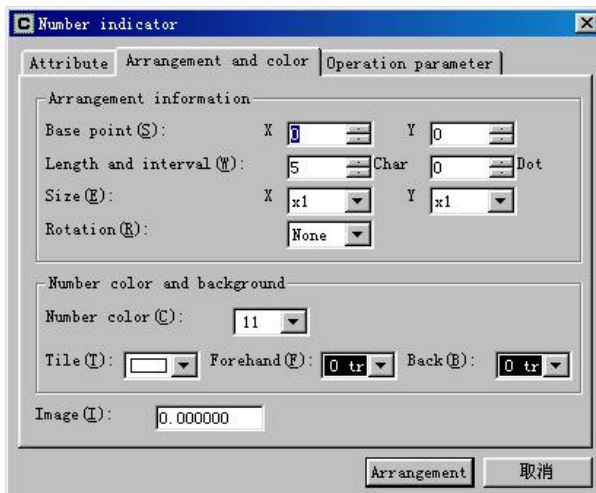 C Number indicator
Attribute Arrangement and color Operation parameter
Arrangement information
Base point(S): X 0 Y 0
Length and interval(W): 5 Char 0 Dot
Size(E): X x1 Y x1
Rotation(R): None
Number color and background
Number color(C): 11
Tile(T): Forehand(F): 0 tr Back(B): 0 tr
Image(I): 0.000000
Arrangement 取消